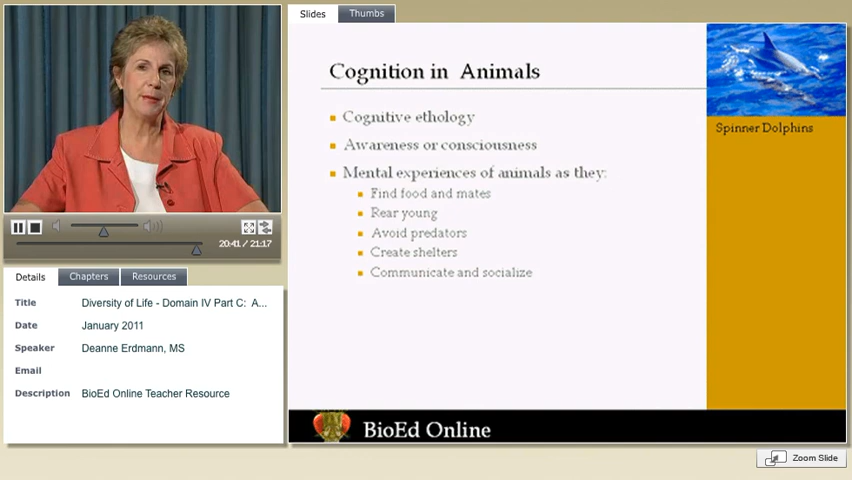 Slides
Thumbs
Cognition in Animals
Cognitive ethology
Awareness or consciousness
Mental experiences of animals as they:
Find food and mates
Rear young
Avoid predators
Create shelters
Communicate and socialize
Spinner Dolphins
20:41 / 21:17
Details
Chapters
Resources
Title Diversity of Life - Domain IV Part C: A...
Date January 2011
Speaker Deanne Erdmann, MS
Email
Description BioEd Online Teacher Resource
BioEd Online
Zoom Slide